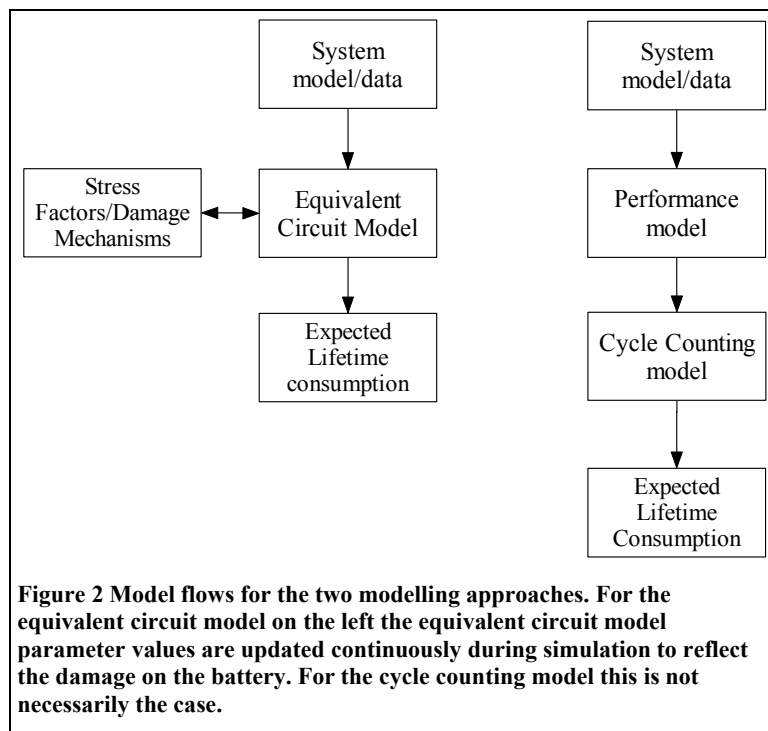 System
model/data
Stress
Factors/Damage
Mechanisms
Equivalent
Circuit Model
Expected
Lifetime
consumption
System
model/data
Performance
model
Cycle Counting
model
Expected
Lifetime
Consumption
Figure 2 Model flows for the two modelling approaches. For the
equivalent circuit model on the left the equivalent circuit model
parameter values are updated continuously during simulation to reflect
the damage on the battery. For the cycle counting model this is not
necessarily the case.